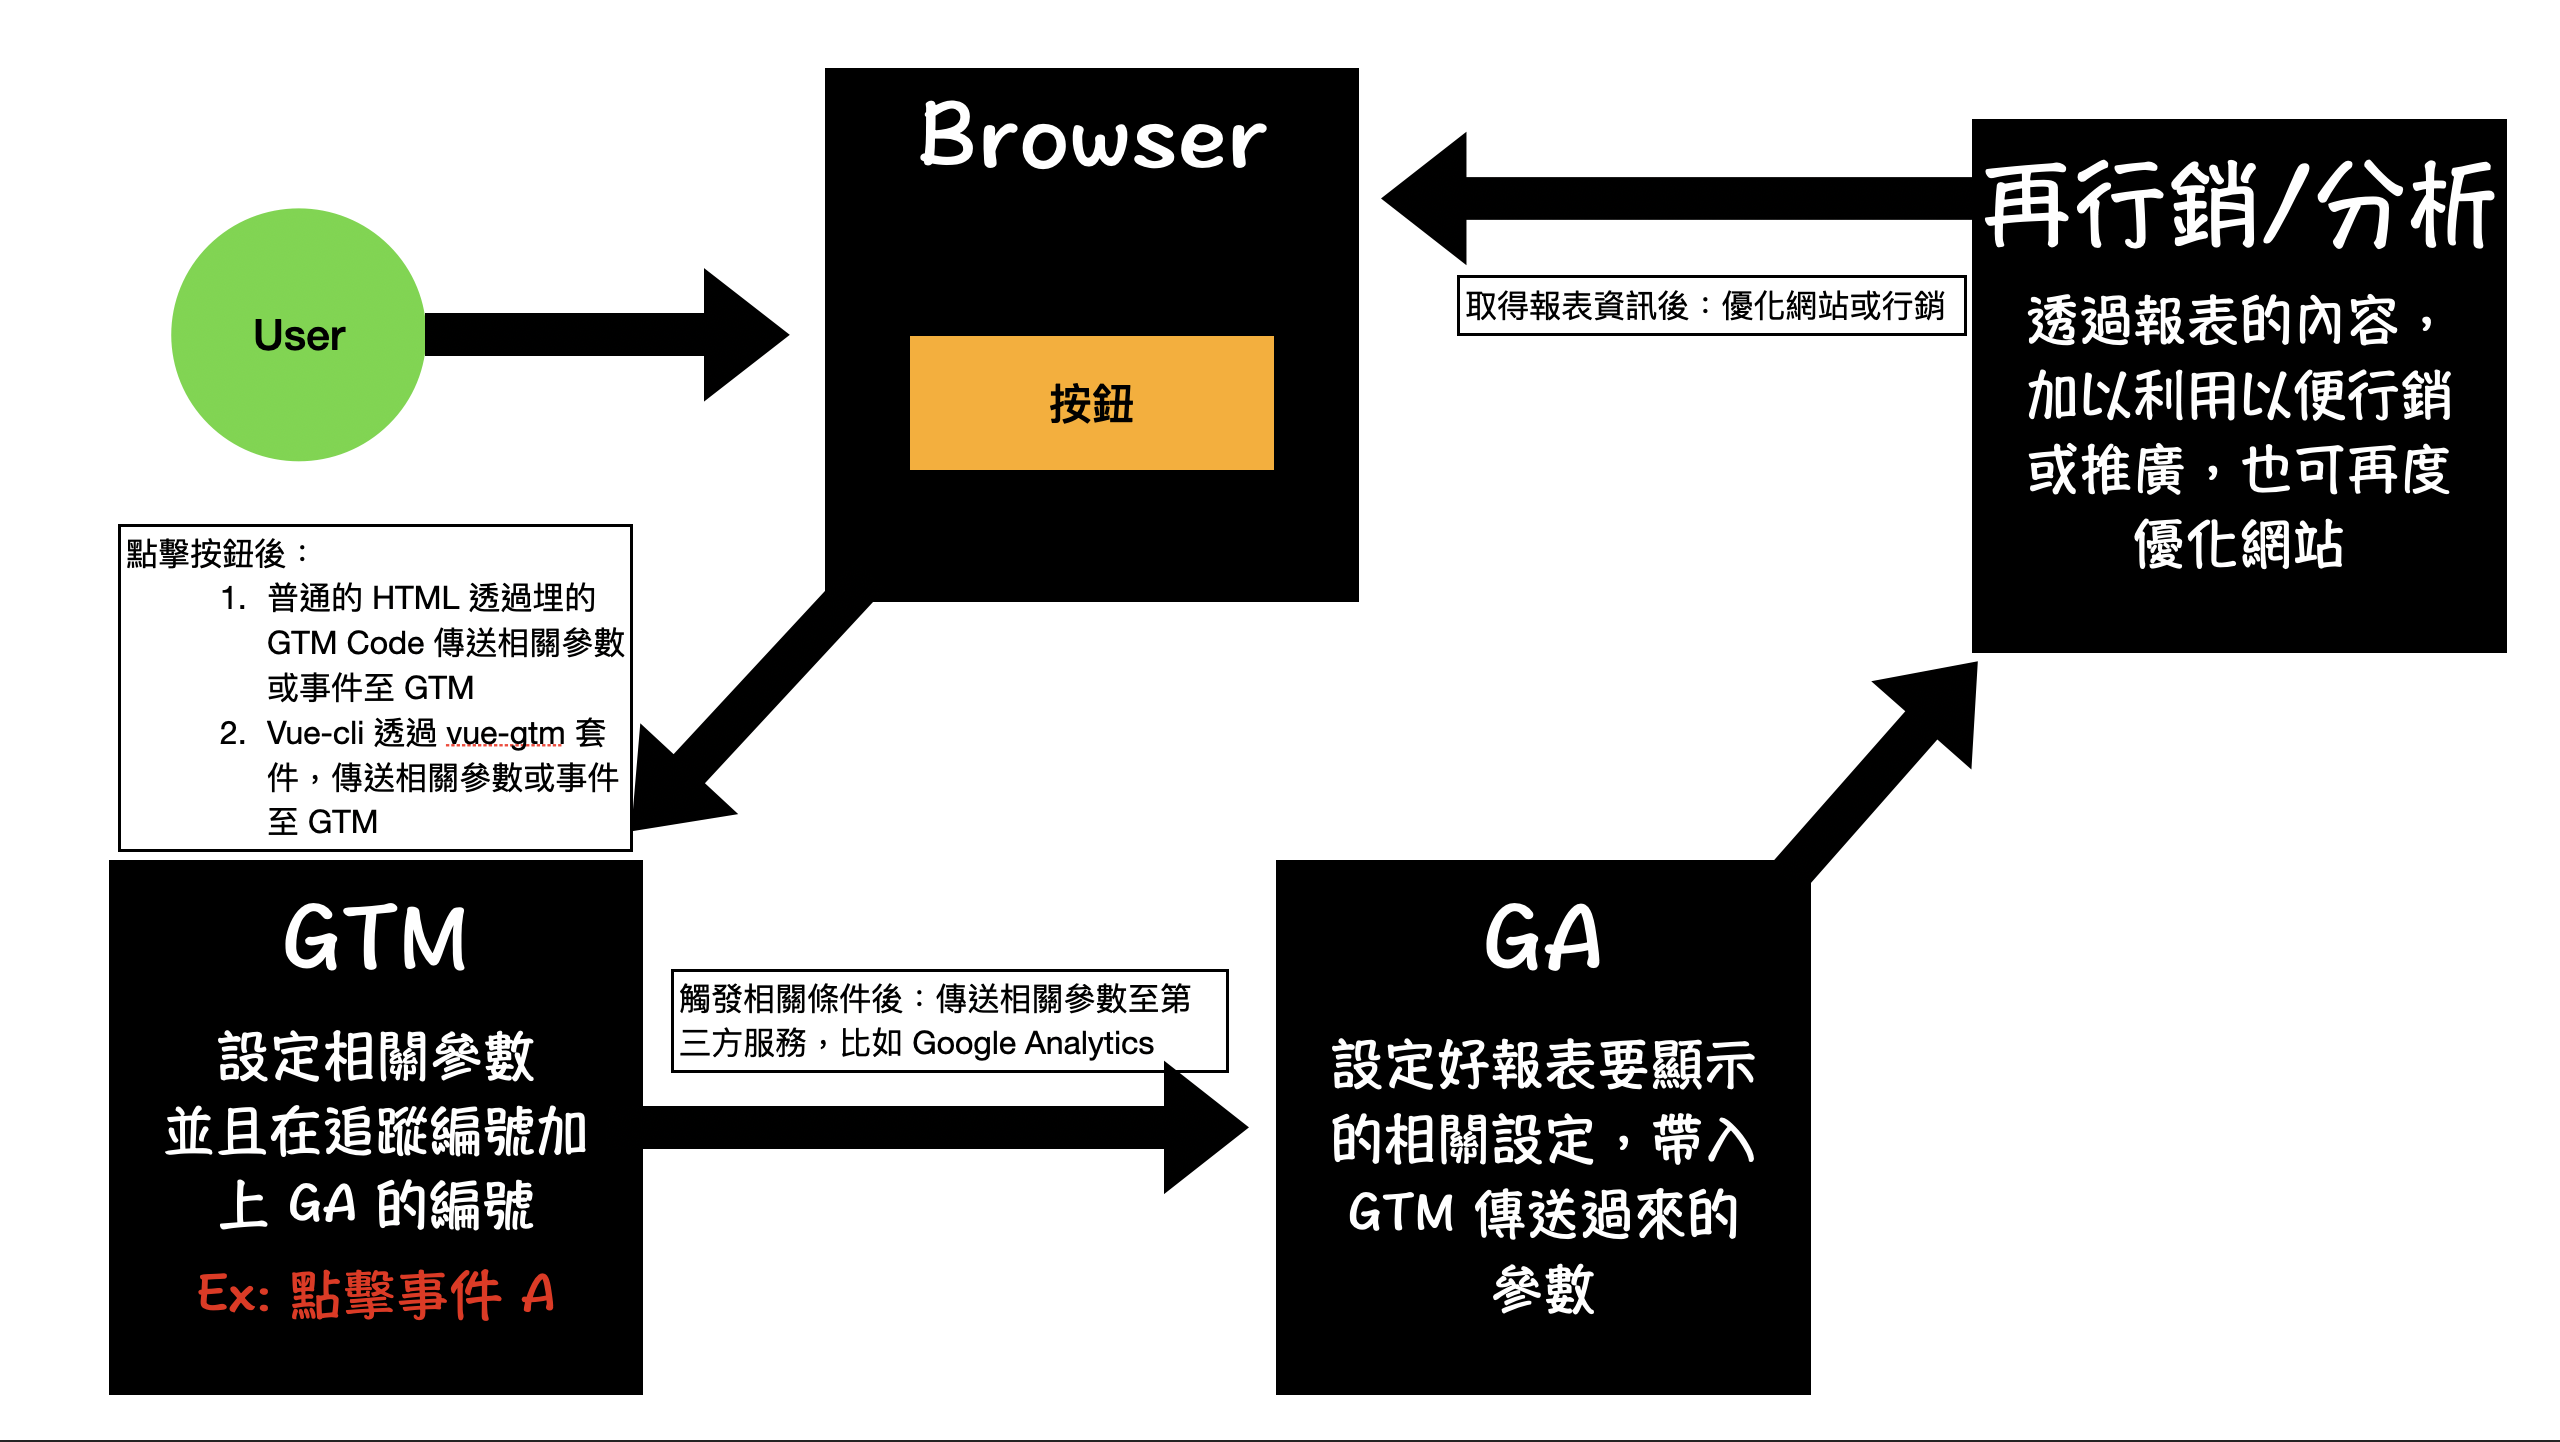 User
Browser
按鈕
再行銷/分析
透過報表的內容，
加以利用以便行銷
或推廣，也可再度
優化網站
取得報表資訊後：優化網站或行銷
點擊按鈕後：
1. 普通的 HTML 透過埋的
GTM Code 傳送相關參數
或事件至 GTM
2. Vue-cli 透過 vue-gtm 套
件，傳送相關參數或事件
至 GTM
GTM
設定相關參數
並且在追蹤編號加
上 GA 的編號
Ex: 點擊事件 A
觸發相關條件後：傳送相關參數至第
三方服務，比如 Google Analytics
GA
設定好報表要顯示
的相關設定，帶入
GTM 傳送過來的
參數